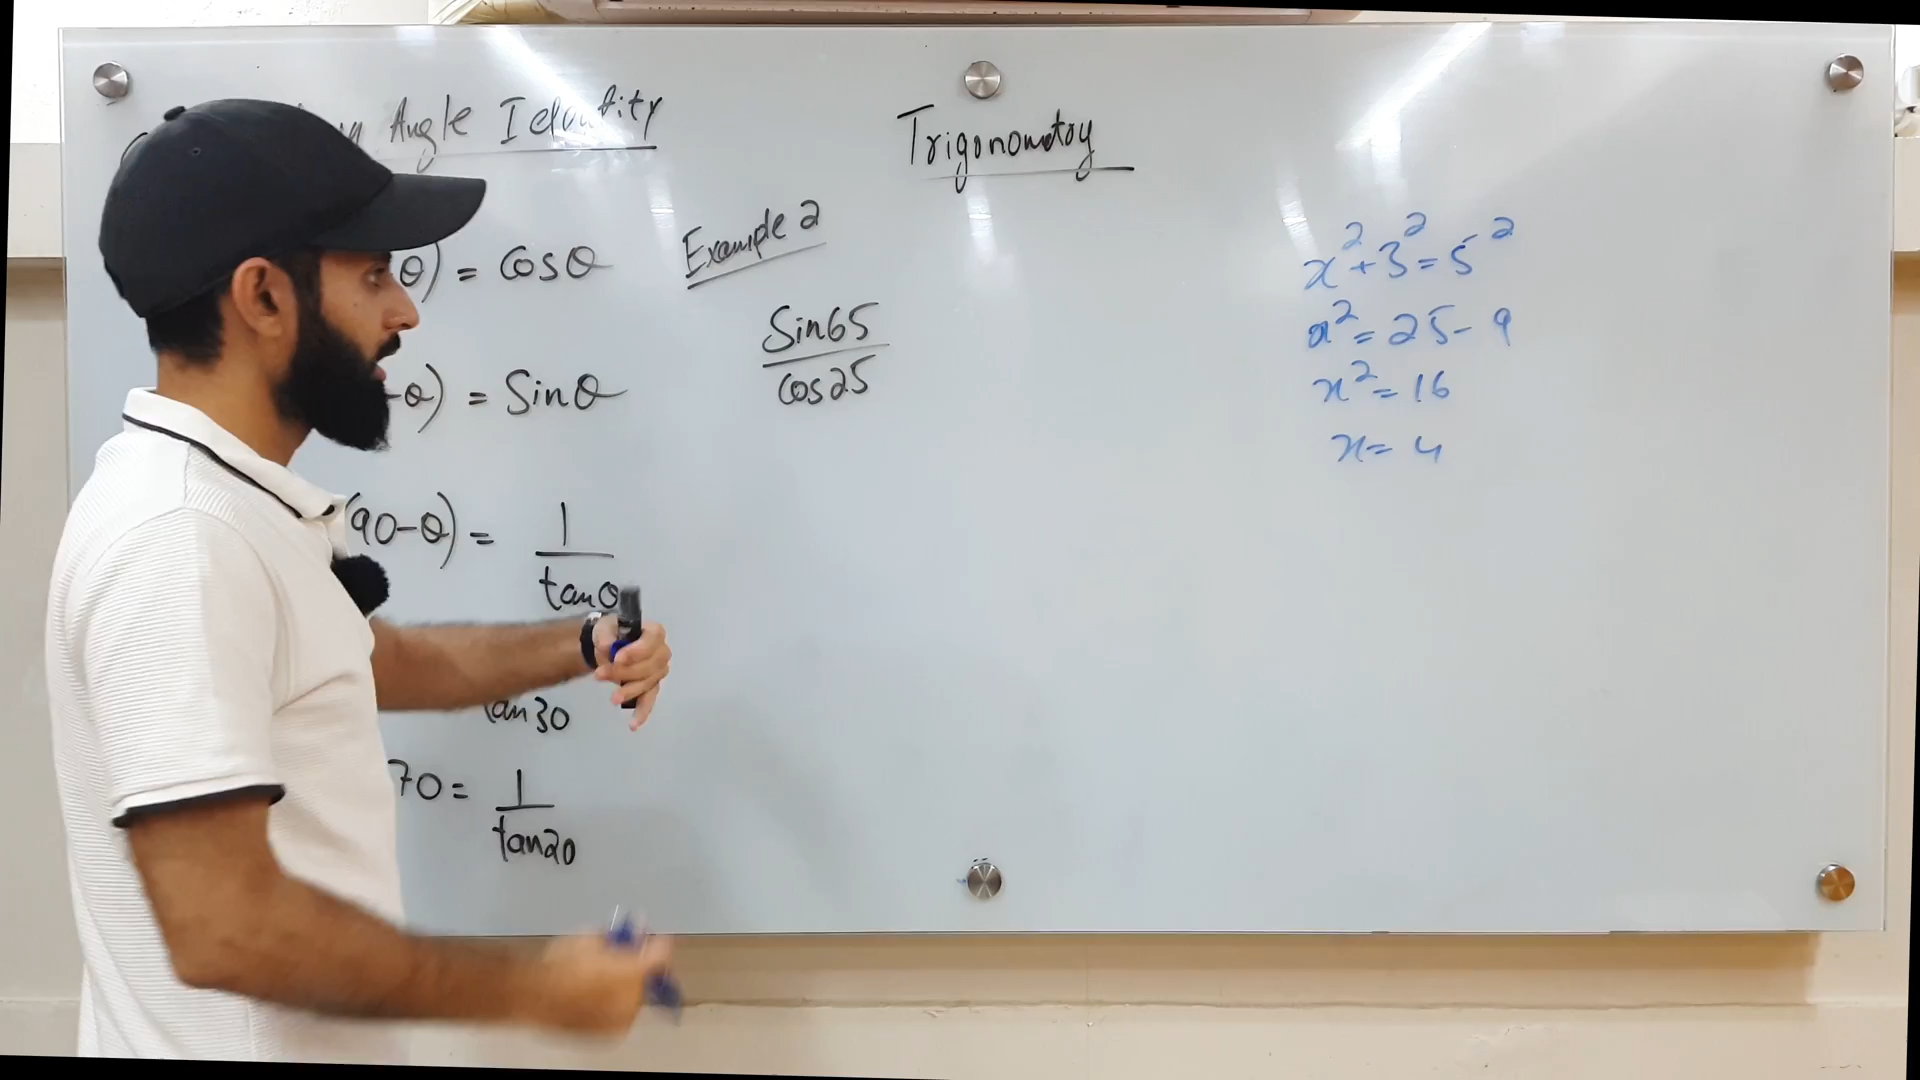 Angle Identity
θ) = Cosθ
-θ) = Sinθ
(90-θ) = 1/tanθ
tan30
70 = 1/tan20
Trigonometry
Example 2
Sin65/Cos25
x² + 3² = 5²
x² = 25 - 9
x² = 16
x = 4